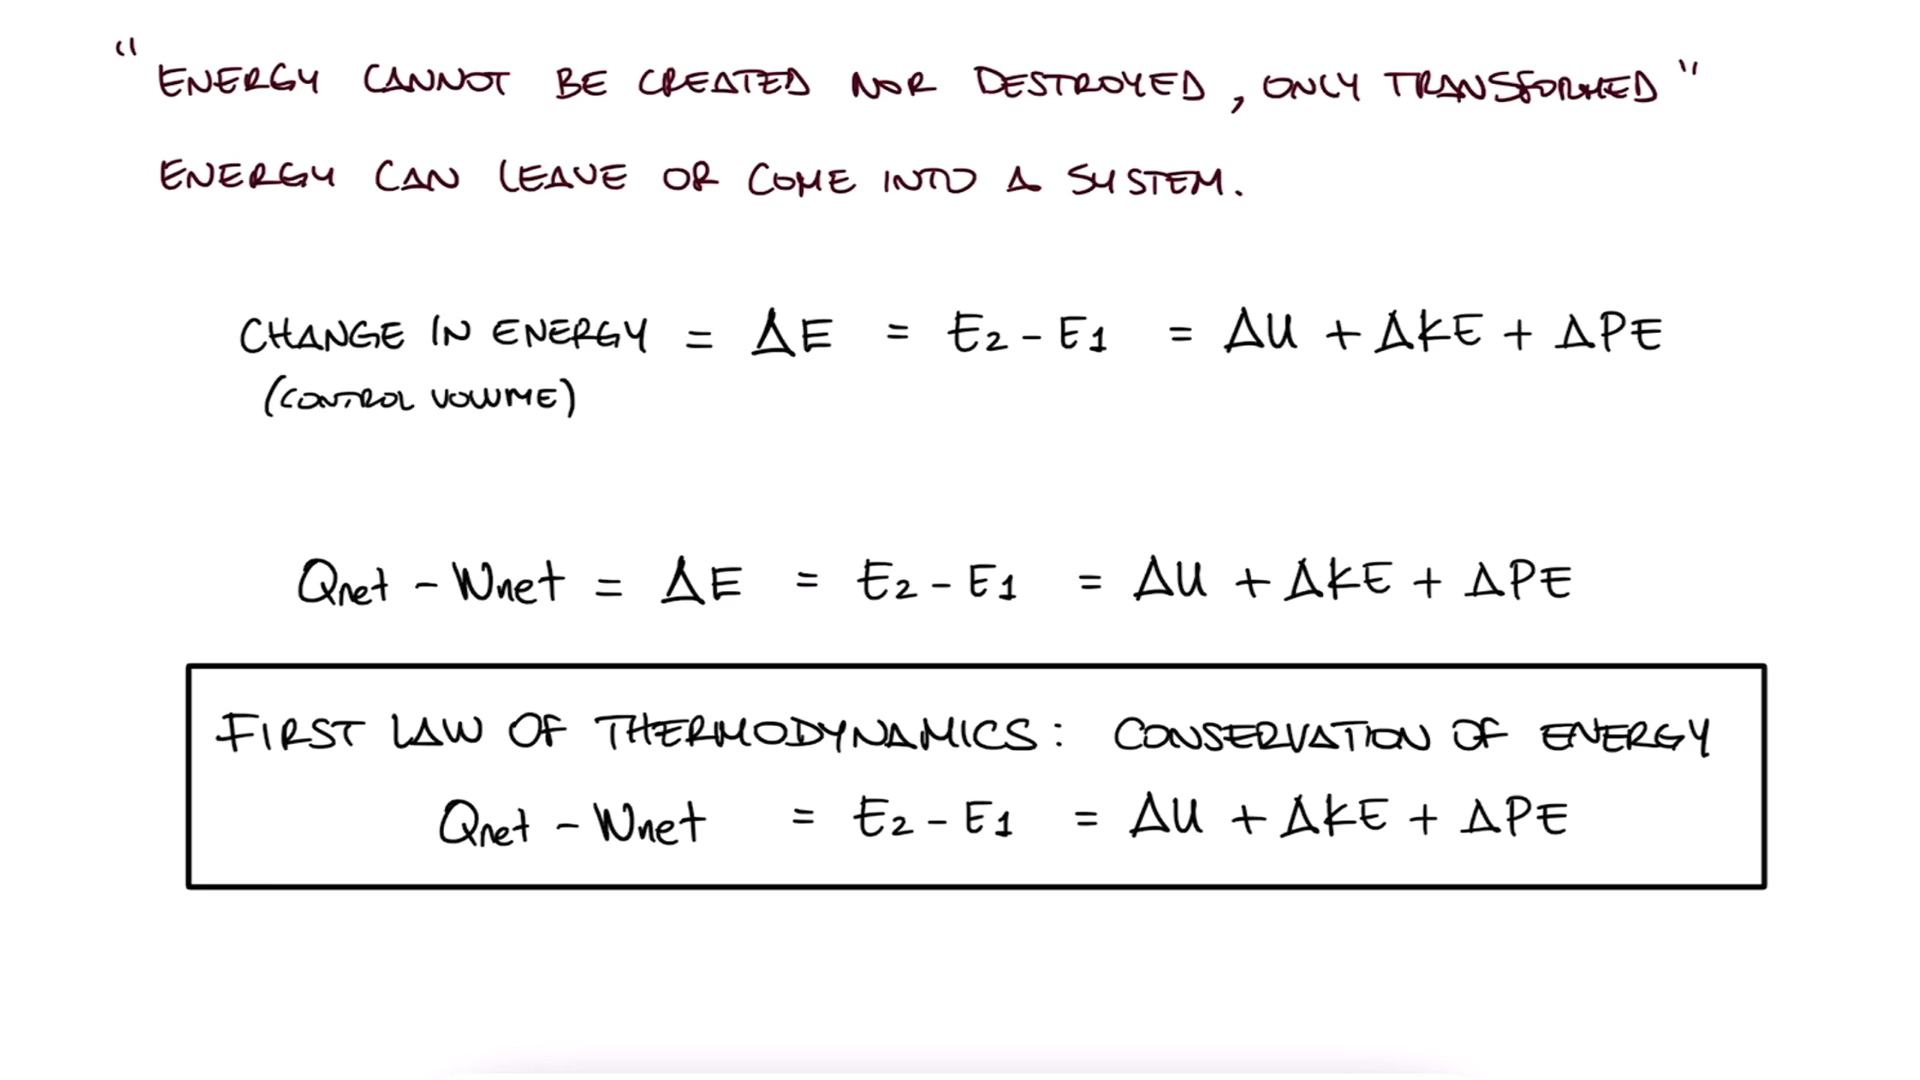 "ENERGY CANNOT BE CREATED NOR DESTROYED, ONLY TRANSFORMED"
ENERGY CAN LEAVE OR COME INTO A SYSTEM.
CHANGE IN ENERGY = ΔE = E2 - E1 = ΔU + ΔKE + ΔPE
(CONTROL VOLUME)
Qnet - Wnet = ΔE = E2 - E1 = ΔU + ΔKE + ΔPE
FIRST LAW OF THERMODYNAMICS: CONSERVATION OF ENERGY
Qnet - Wnet = E2 - E1 = ΔU + ΔKE + ΔPE